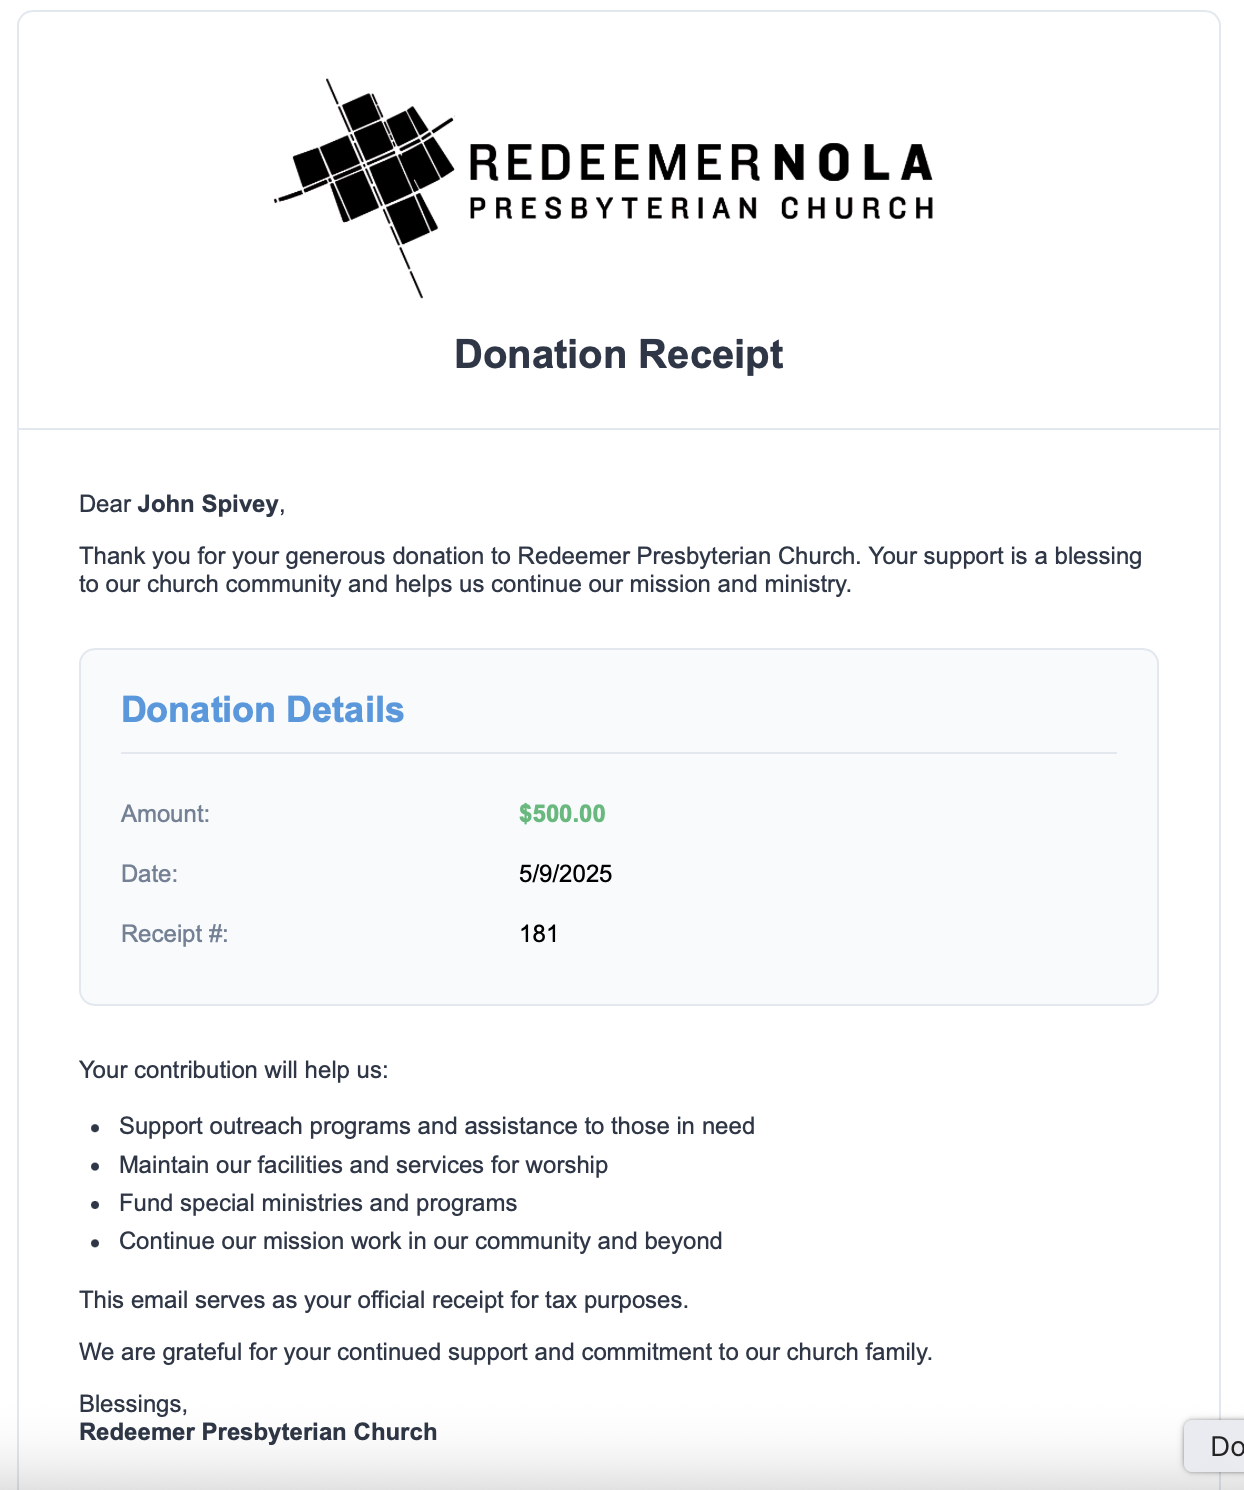 REDEEMERNOLA
PRESBYTERIAN CHURCH
Donation Receipt
Dear John Spivey,
Thank you for your generous donation to Redeemer Presbyterian Church. Your support is a blessing
to our church community and helps us continue our mission and ministry.
Donation Details
Amount: $500.00
Date: 5/9/2025
Receipt #: 181
Your contribution will help us:
• Support outreach programs and assistance to those in need
• Maintain our facilities and services for worship
• Fund special ministries and programs
• Continue our mission work in our community and beyond
This email serves as your official receipt for tax purposes.
We are grateful for your continued support and commitment to our church family.
Blessings,
Redeemer Presbyterian Church